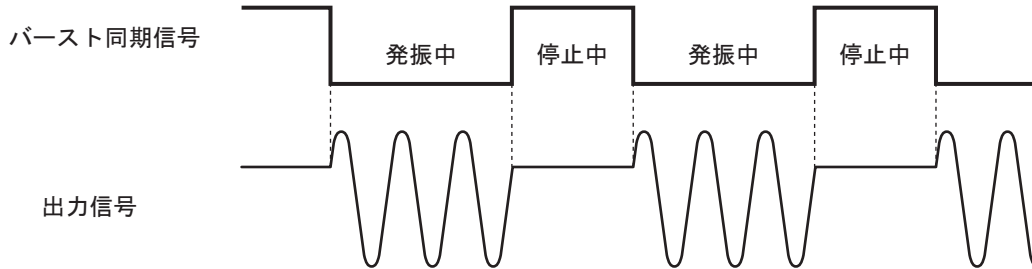 バースト同期信号
発振中
停止中
発振中
停止中
出力信号